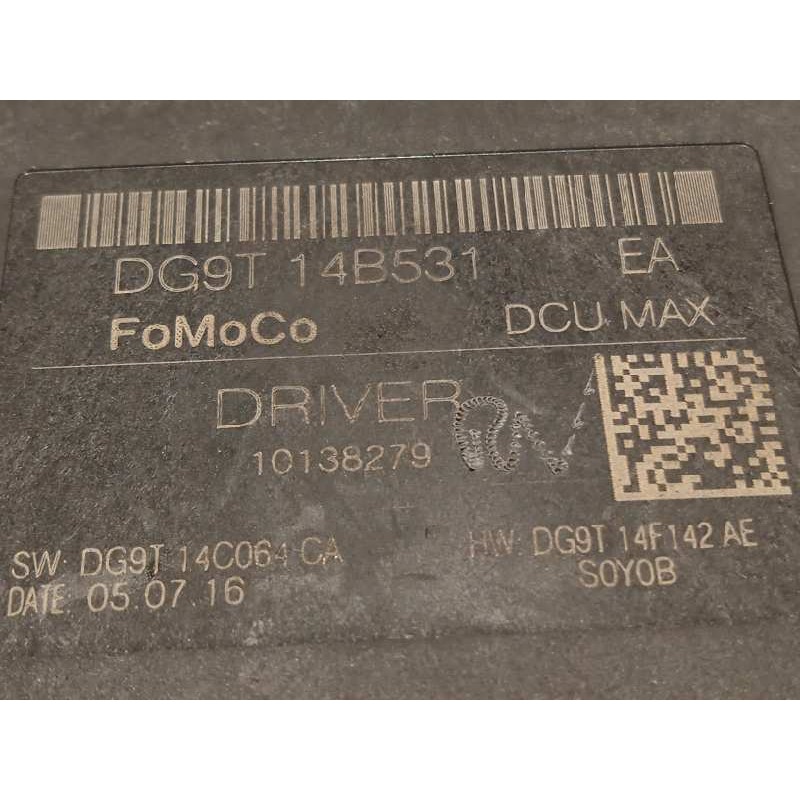 DG9T 14B531 EA
FoMoCo DCU MAX
DRIVER
10138279
SW: DG9T 14C064 CA HW: DG9T 14F142 AE
DATE: 05.07.16 S0Y0B